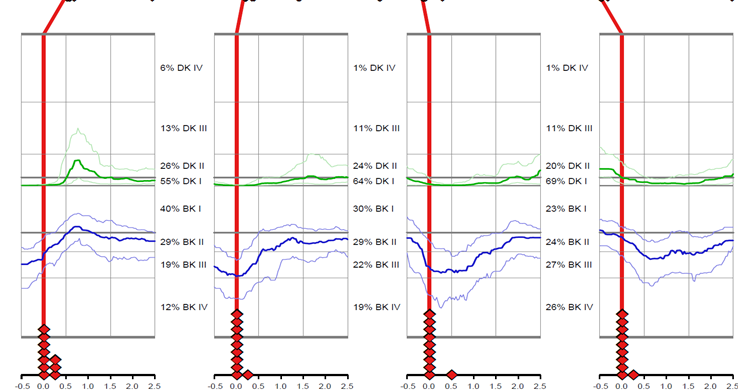 6% DK IV 1% DK IV 1% DK IV
13% DK III 11% DK III 11% DK III
26% DK II 24% DK II 20% DK II
55% DK I 64% DK I 69% DK I
40% BK I 30% BK I 23% BK I
29% BK II 29% BK II 24% BK II
19% BK III 22% BK III 27% BK III
12% BK IV 19% BK IV 26% BK IV
-0.5 0.0 0.5 1.0 1.5 2.0 2.5 -0.5 0.0 0.5 1.0 1.5 2.0 2.5 -0.5 0.0 0.5 1.0 1.5 2.0 2.5 -0.5 0.0 0.5 1.0 1.5 2.0 2.5